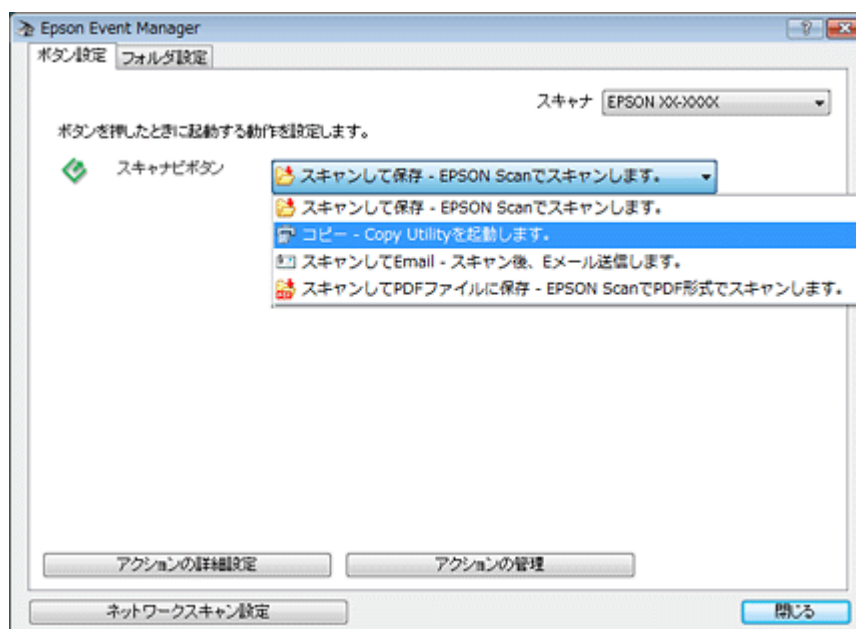 Epson Event Manager
ボタン設定 フォルダ設定
スキャナ EPSON XX-XXXX
ボタンを押したときに起動する動作を設定します。
スキャナビボタン スキャンして保存 - EPSON Scanでスキャンします。
スキャンして保存 - EPSON Scanでスキャンします。
コピー - Copy Utilityを起動します。
スキャンしてEmail - スキャン後、Eメール送信します。
スキャンしてPDFファイルに保存 - EPSON ScanでPDF形式でスキャンします。
アクションの詳細設定 アクションの管理
ネットワークスキャン設定 閉じる